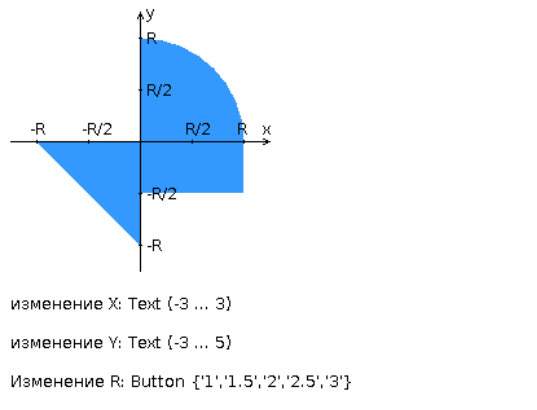 y
R
R/2
-R -R/2 R/2 R x
-R/2
-R
изменение X: Text (-3 ... 3)
изменение Y: Text (-3 ... 5)
Изменение R: Button {'1','1.5','2','2.5','3'}